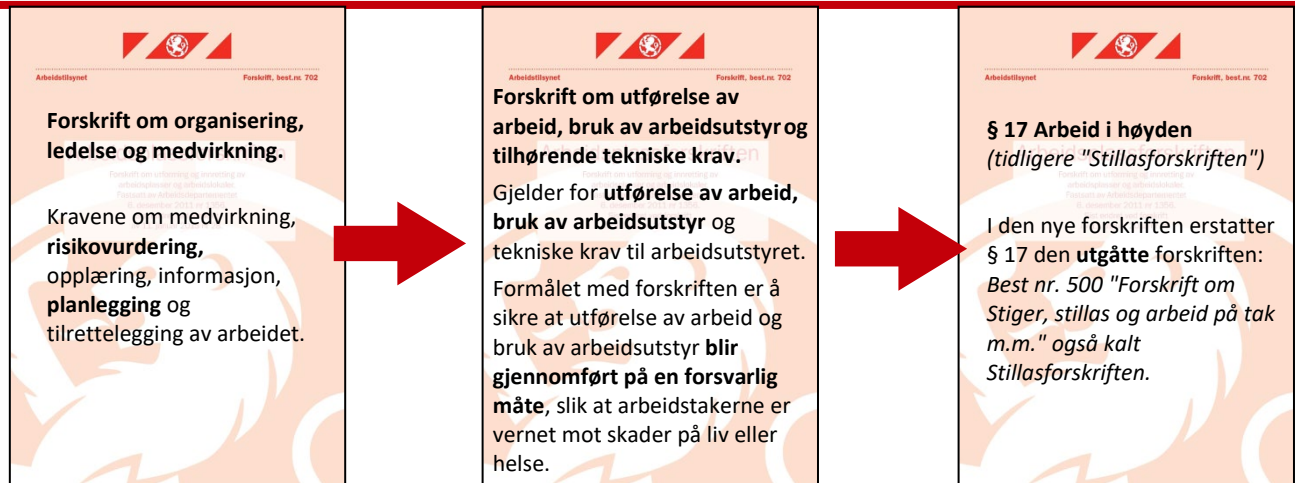 Arbeidstilsynet Forskrift, best.nr. 702
Forskrift om organisering,
ledelse og medvirkning.
Kravene om medvirkning,
risikovurdering,
opplæring, informasjon,
planlegging og
tilrettelegging av arbeidet.
Arbeidstilsynet Forskrift, best.nr. 702
Forskrift om utførelse av
arbeid, bruk av arbeidsutstyr og
tilhørende tekniske krav.
Gjelder for utførelse av arbeid,
bruk av arbeidsutstyr og
tekniske krav til arbeidsutstyret.
Formålet med forskriften er å
sikre at utførelse av arbeid og
bruk av arbeidsutstyr blir
gjennomført på en forsvarlig
måte, slik at arbeidstakerne er
vernet mot skader på liv eller
helse.
Arbeidstilsynet Forskrift, best.nr. 702
§ 17 Arbeid i høyden
(tidligere "Stillasforskriften")
I den nye forskriften erstatter
§ 17 den utgåtte forskriften:
Best nr. 500 "Forskrift om
Stiger, stillas og arbeid på tak
m.m." også kalt
Stillasforskriften.